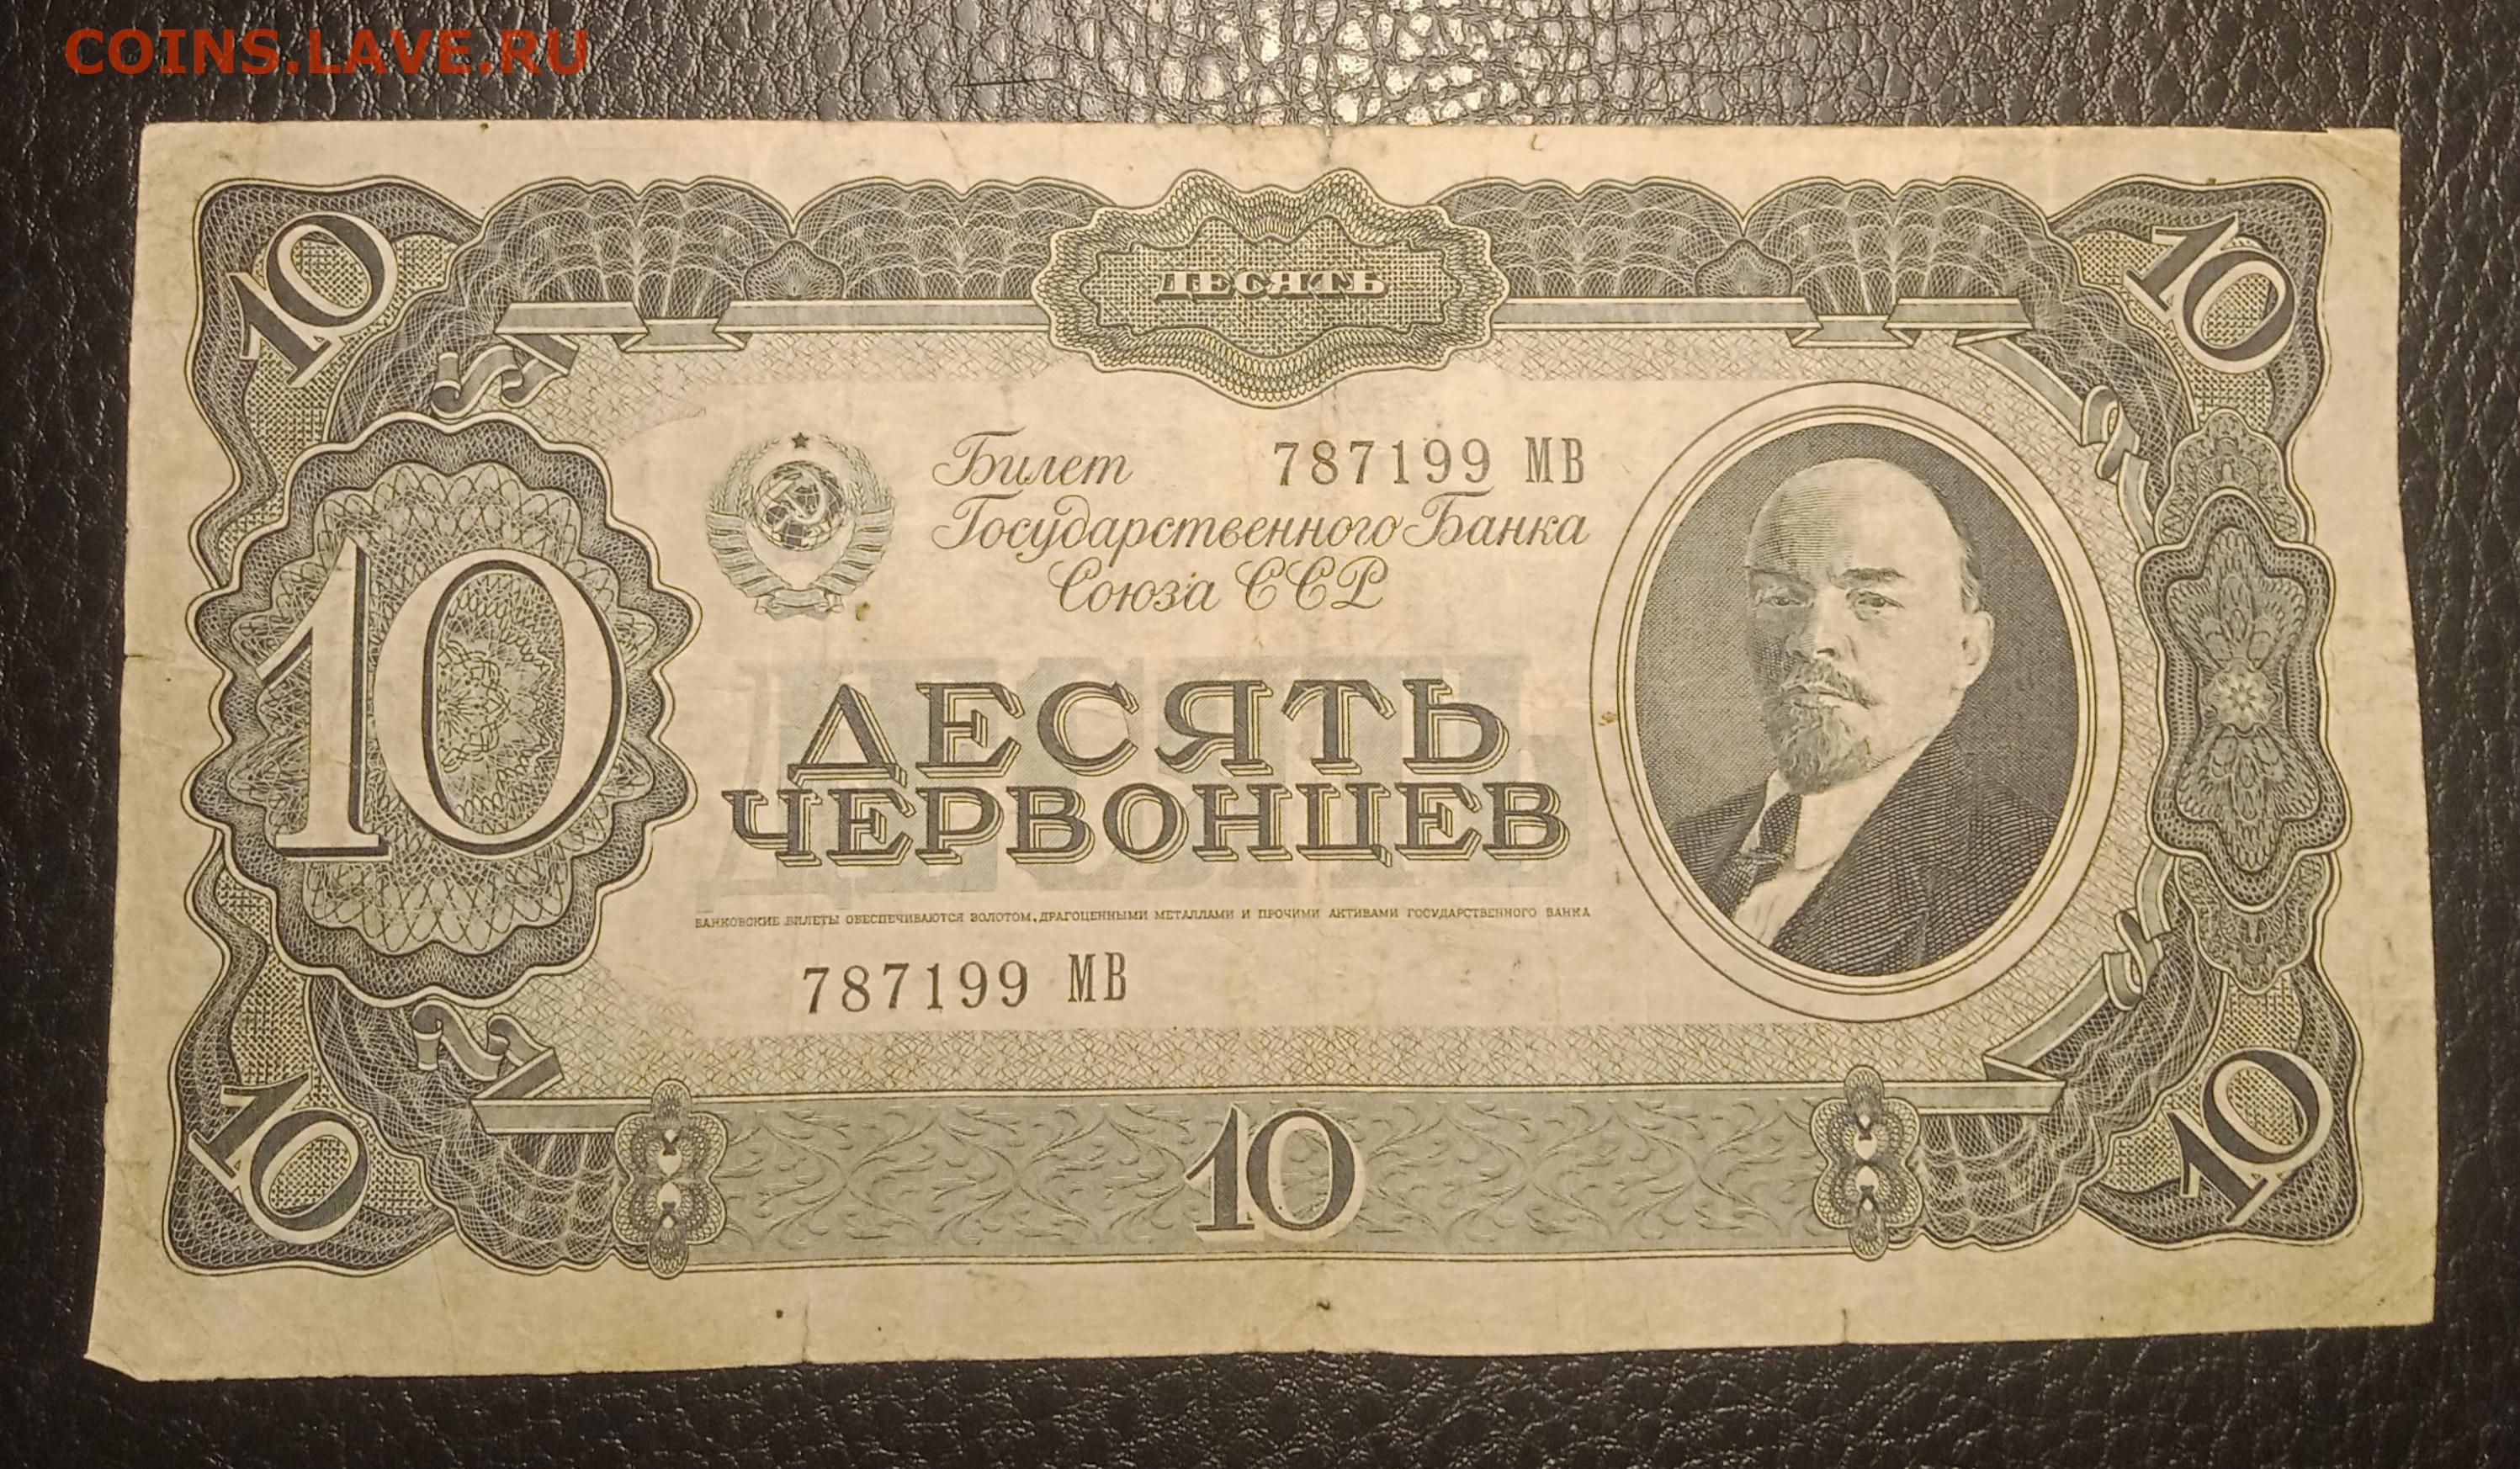 COINS.LAVE.RU
10
10
ДЕСЯТЬ
Билет 787199 МВ
Государственного Банка
Союза ССР
10
ДЕСЯТЬ
ДЕСЯТЬ
ЧЕРВОНЦЕВ
БАНКОВСКИЕ БИЛЕТЫ ОБЕСПЕЧИВАЮТСЯ ЗОЛОТОМ, ДРАГОЦЕННЫМИ МЕТАЛЛАМИ И ПРОЧИМИ АКТИВАМИ ГОСУДАРСТВЕННОГО БАНКА
787199 МВ
10
10
10